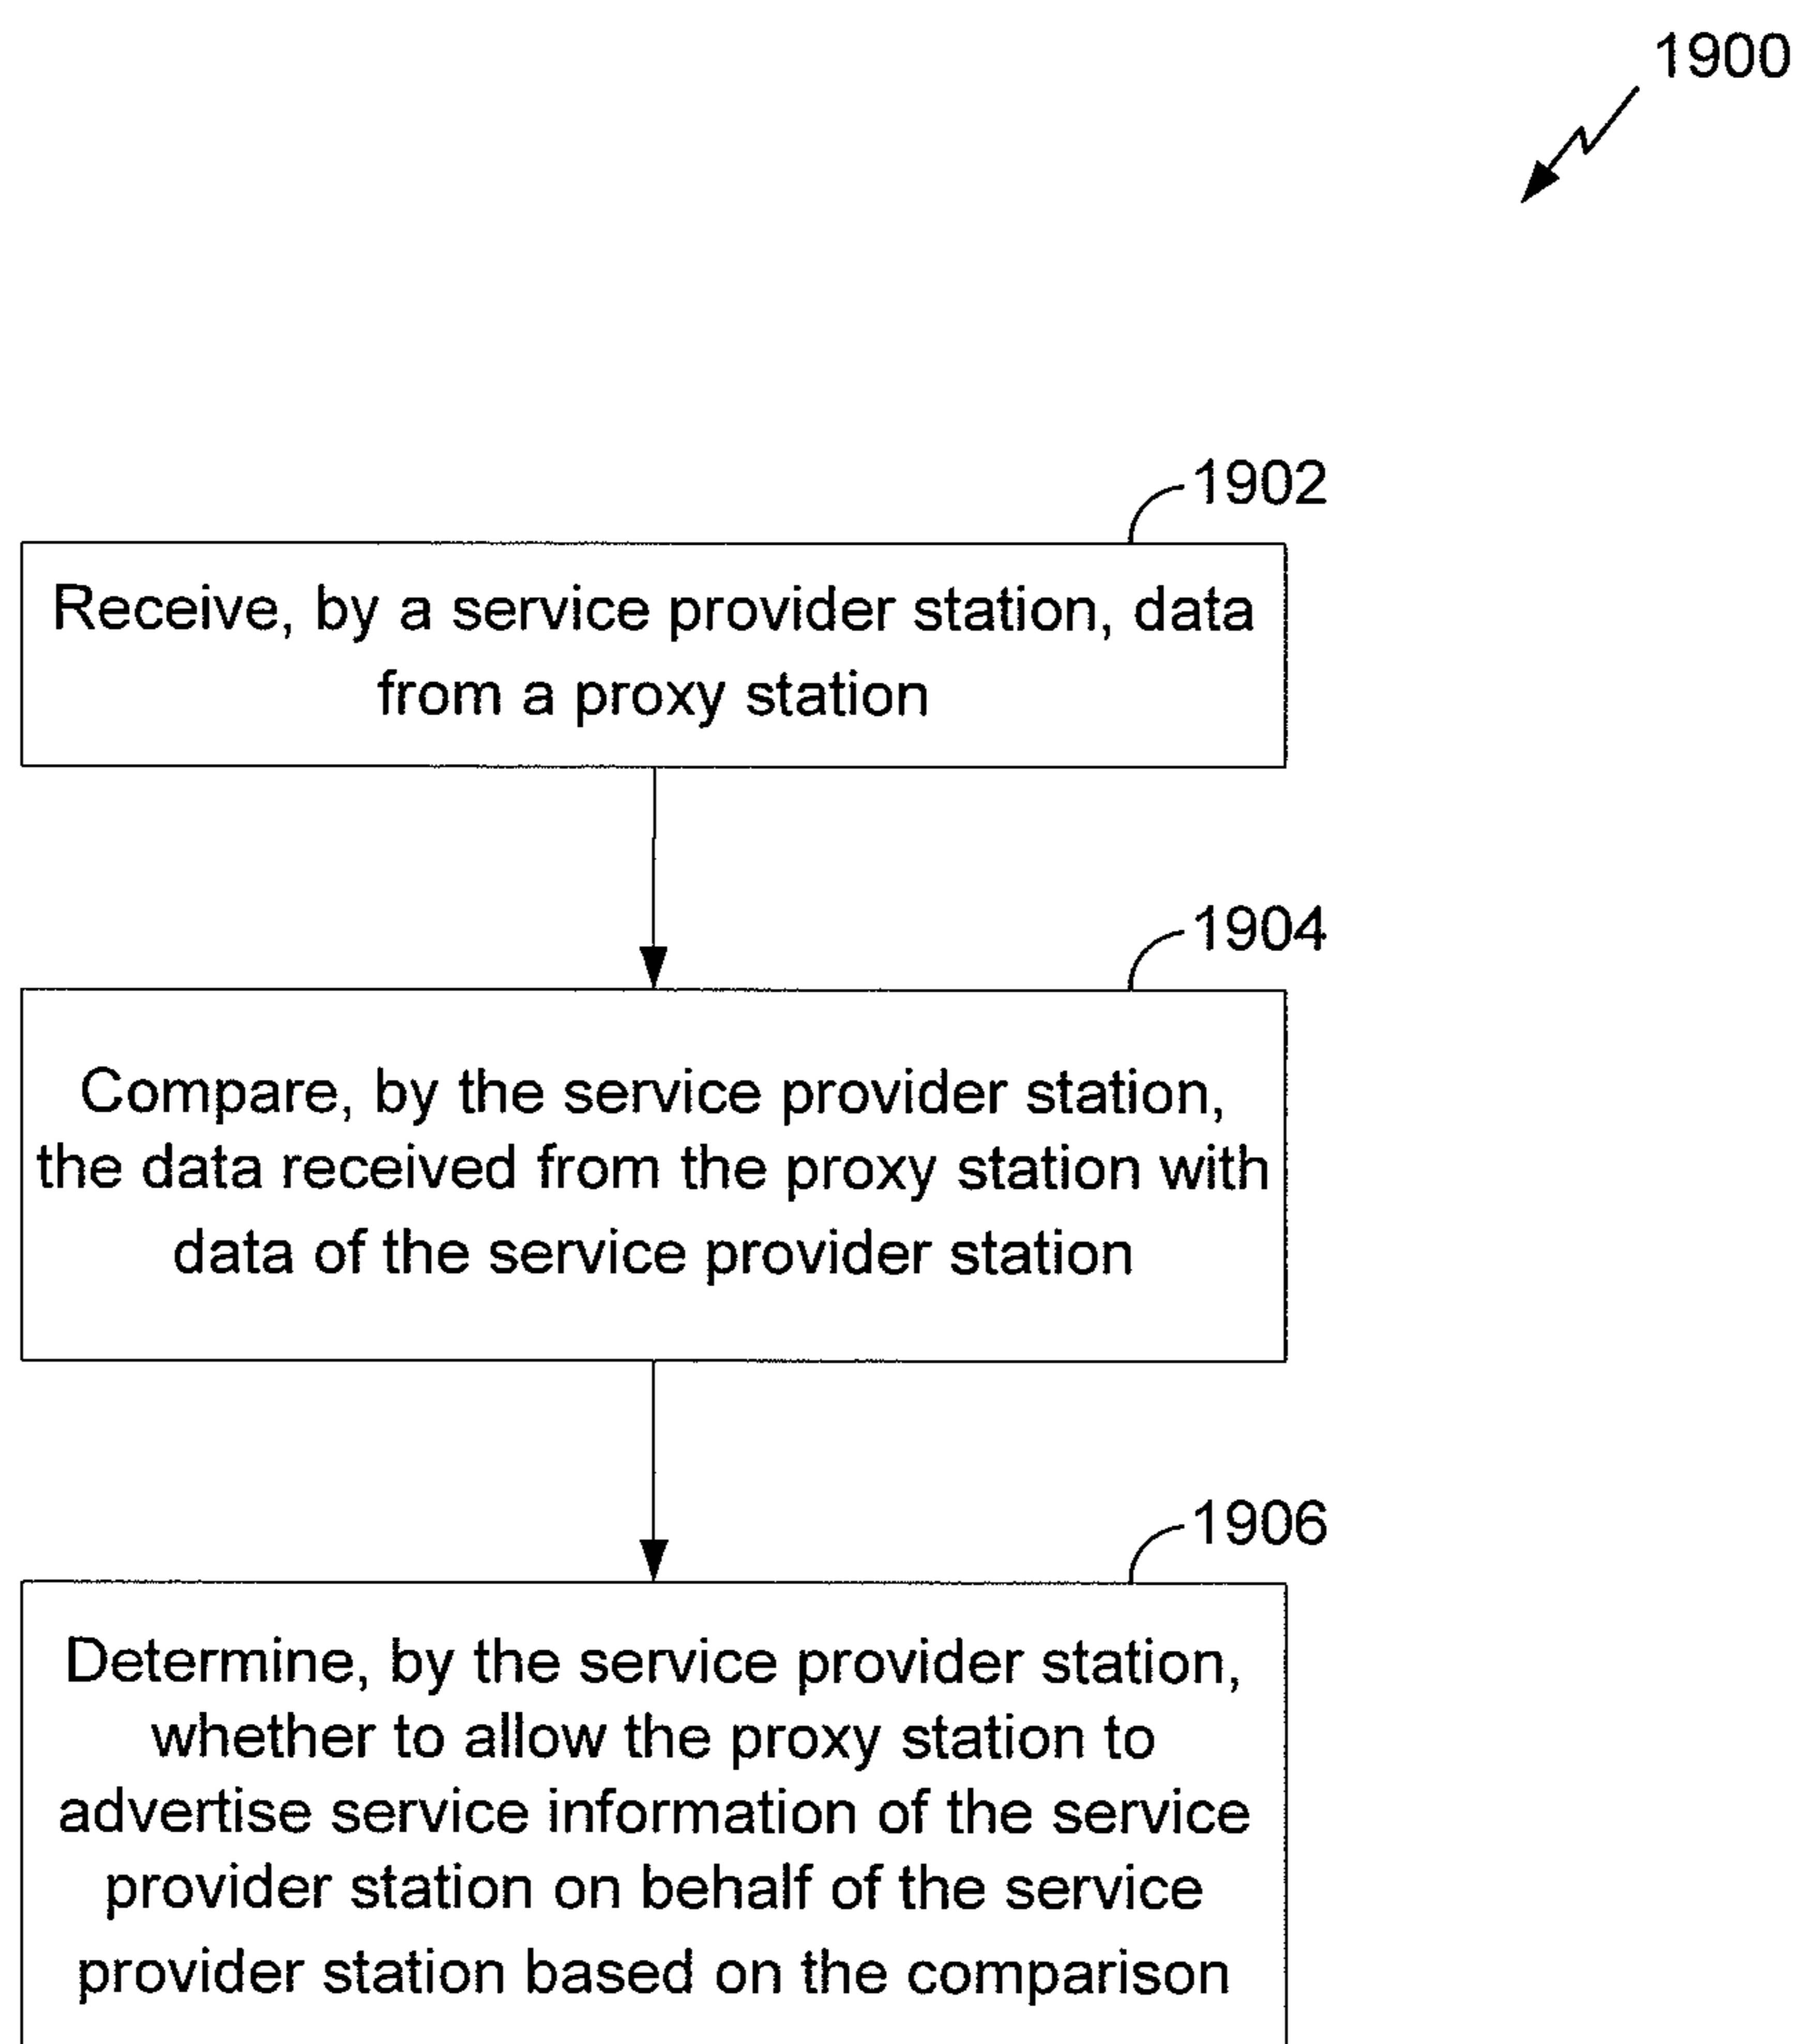 1900
1902
Receive, by a service provider station, data
from a proxy station
1904
Compare, by the service provider station,
the data received from the proxy station with
data of the service provider station
1906
Determine, by the service provider station,
whether to allow the proxy station to
advertise service information of the service
provider station on behalf of the service
provider station based on the comparison